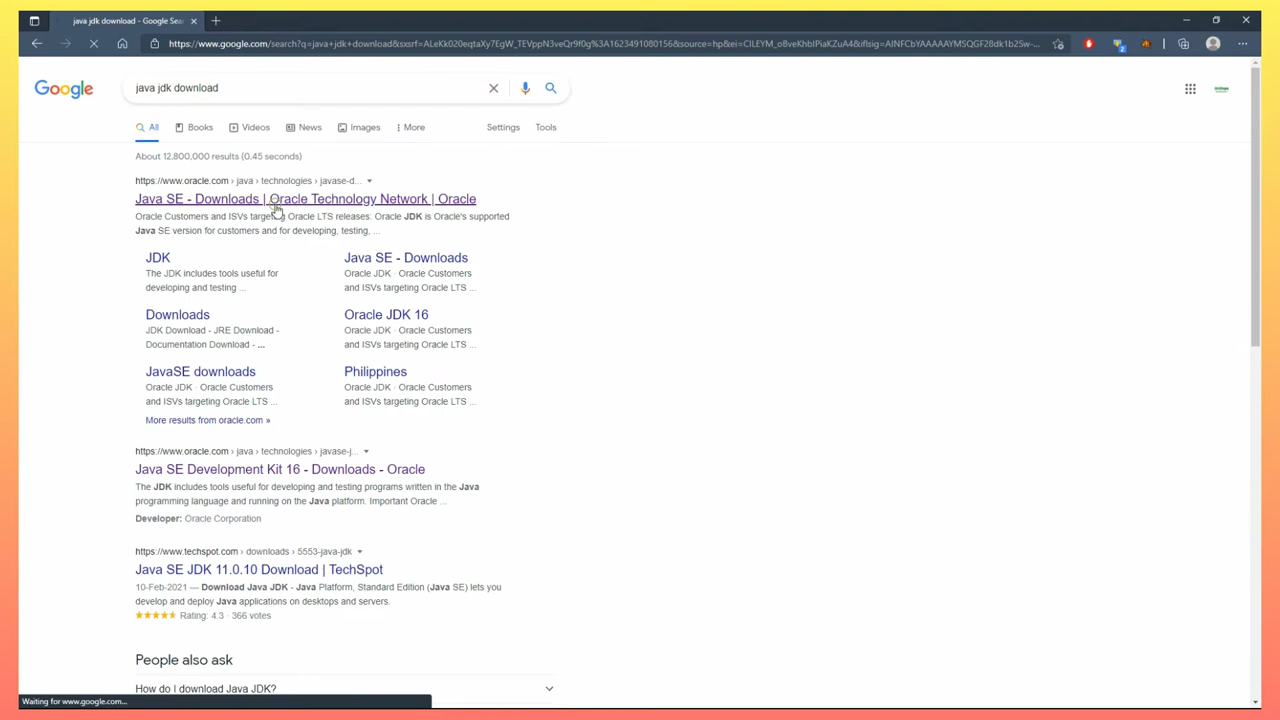 java jdk download - Google Sear
https://www.google.com/search?q=java+jdk+download&sxsrf=
Google
java jdk download
All
Books
Videos
News
Images
More
Settings
Tools
About 12,800,000 results (0.45 seconds)
https://www.oracle.com › java › technologies › javase-d...
Java SE - Downloads | Oracle Technology Network | Oracle
Oracle Customers and ISVs targeting Oracle LTS releases: Oracle JDK is Oracle's supported
Java SE version for customers and for developing, testing, ...
JDK
The JDK includes tools useful for
developing and testing ...
Java SE - Downloads
Oracle JDK · Oracle Customers
and ISVs targeting Oracle LTS ...
Downloads
JDK Download - JRE Download -
Documentation Download - ...
Oracle JDK 16
Oracle JDK · Oracle Customers
and ISVs targeting Oracle LTS ...
JavaSE downloads
Oracle JDK · Oracle Customers
and ISVs targeting Oracle LTS ...
Philippines
Oracle JDK · Oracle Customers
and ISVs targeting Oracle LTS ...
More results from oracle.com »
https://www.oracle.com › java › technologies › javase-j...
Java SE Development Kit 16 - Downloads - Oracle
The JDK includes tools useful for developing and testing programs written in the Java
programming language and running on the Java platform. Important Oracle ...
Developer: Oracle Corporation
https://www.techspot.com › downloads › 5553-java-jdk
Java SE JDK 11.0.10 Download | TechSpot
10-Feb-2021 — Download Java JDK - Java Platform, Standard Edition (Java SE) lets you
develop and deploy Java applications on desktops and servers.
Rating: 4.3 · 366 votes
People also ask
How do I download Java JDK?
Waiting for www.google.com...